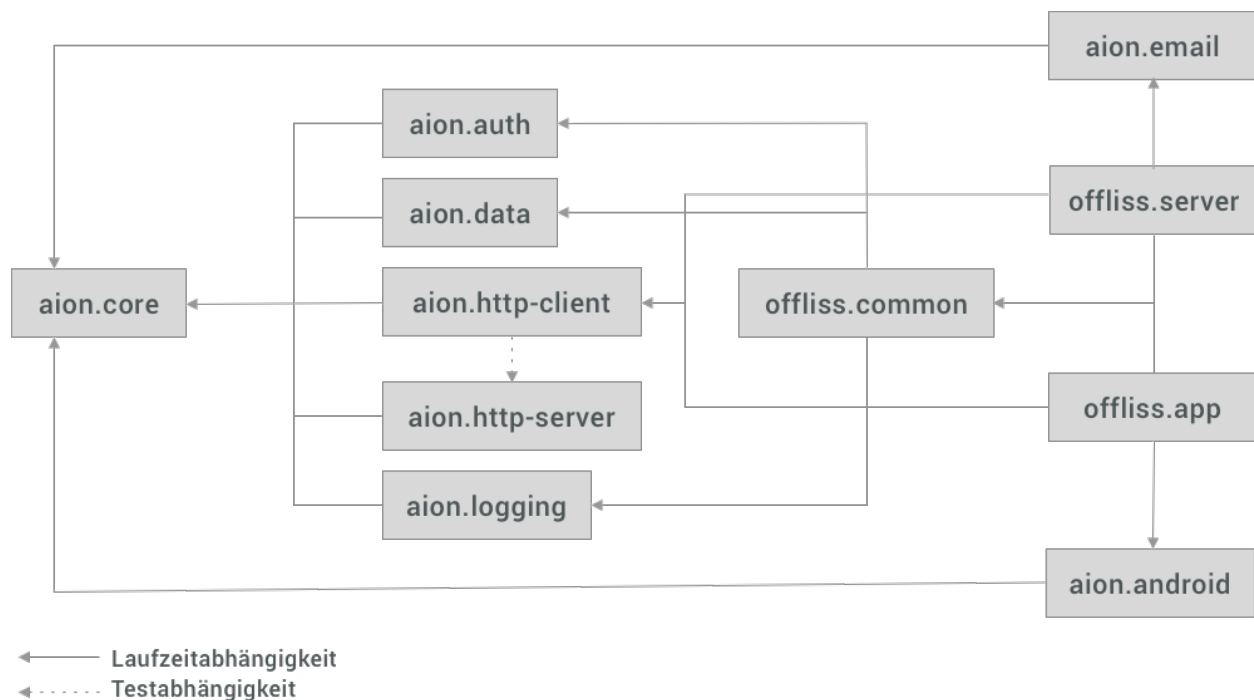 aion.email
aion.auth
offliss.server
aion.data
aion.core
aion.http-client
offliss.common
aion.http-server
offliss.app
aion.logging
aion.android
Laufzeitabhängigkeit
Testabhängigkeit